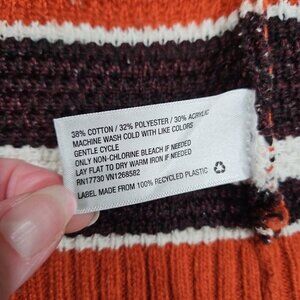 38% COTTON / 32% POLYESTER / 30% ACRYLIC
MACHINE WASH COLD WITH LIKE COLORS
GENTLE CYCLE
ONLY NON-CHLORINE BLEACH IF NEEDED
LAY FLAT TO DRY WARM IRON IF NEEDED
RN17730 VN1268582
LABEL MADE FROM 100% RECYCLED PLASTIC